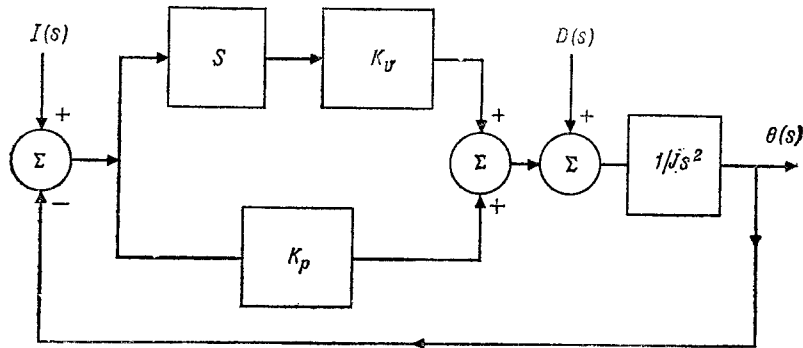 I(s)
S
K_v
D(s)
+
+
+
Σ
Σ
Σ
1/Js²
θ(s)
−
+
K_p